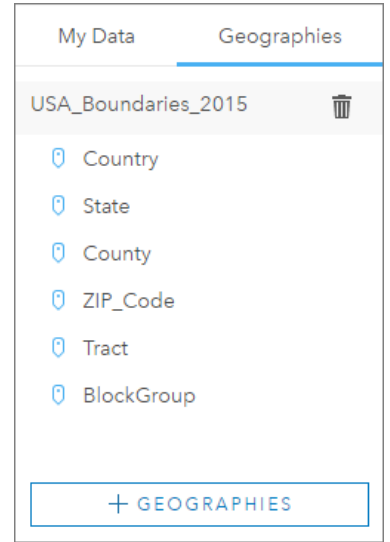 My Data Geographies
USA_Boundaries_2015
Country
State
County
ZIP_Code
Tract
BlockGroup
+ GEOGRAPHIES